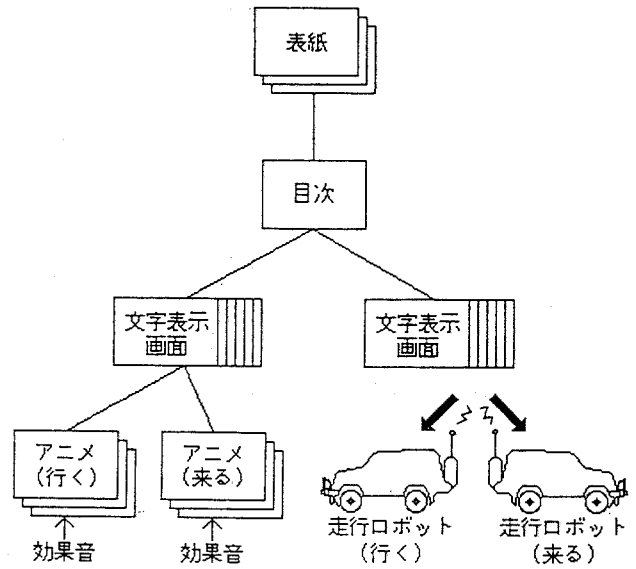 表紙
目次
文字表示
画面
文字表示
画面
アニメ
(行く)
アニメ
(来る)
効果音
効果音
走行ロボット
(行く)
走行ロボット
(来る)